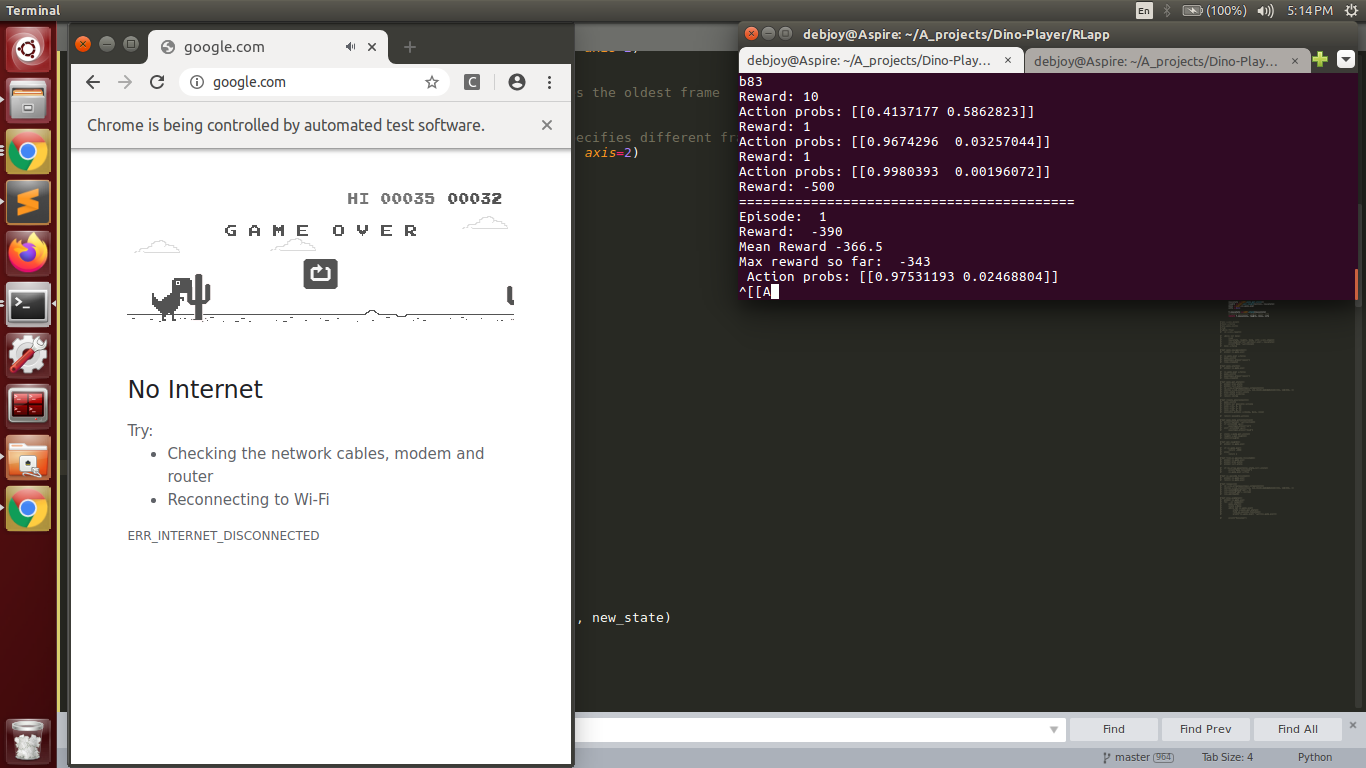 Terminal
En
(100%)
5:14 PM
google.com
google.com
C
Chrome is being controlled by automated test software.
HI 00035 00032
GAME OVER
No Internet
Try:
Checking the network cables, modem and
router
Reconnecting to Wi-Fi
ERR_INTERNET_DISCONNECTED
s the oldest frame
ecifies different fr
axis=2)
, new_state)
debjoy@Aspire: ~/A_projects/Dino-Player/RLapp
debjoy@Aspire: ~/A_projects/Dino-Play...
debjoy@Aspire: ~/A_projects/Dino-Play...
b83
Reward: 10
Action probs: [[0.4137177 0.5862823]]
Reward: 1
Action probs: [[0.9674296  0.03257044]]
Reward: 1
Action probs: [[0.9980393  0.00196072]]
Reward: -500
==========================================
Episode:  1
Reward:  -390
Mean Reward -366.5
Max reward so far:  -343
Action probs: [[0.97531193 0.02468804]]
^[[A
Find
Find Prev
Find All
master 964
Tab Size: 4
Python